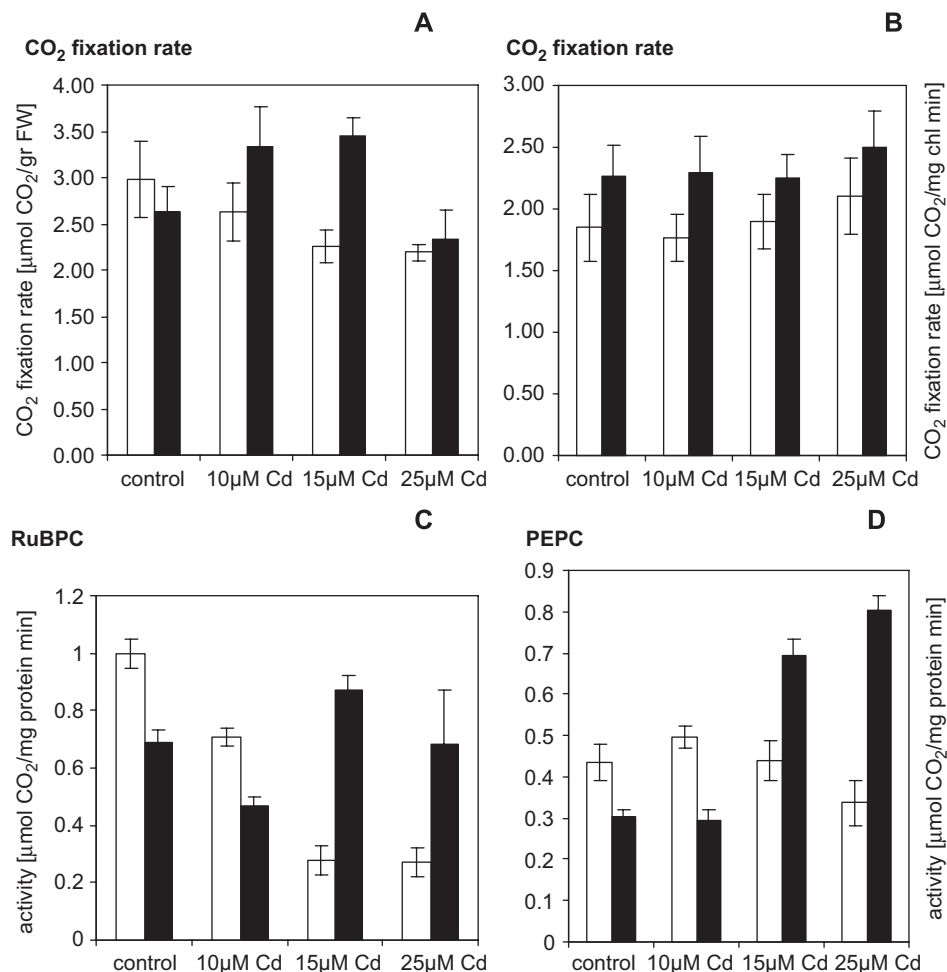 A
CO2 fixation rate
CO2 fixation rate [µmol CO2/gr FW]
4.00
3.50
3.00
2.50
2.00
1.50
1.00
0.50
0.00
control 10µM Cd 15µM Cd 25µM Cd
B
CO2 fixation rate
3.00
2.50
2.00
1.50
1.00
0.50
0.00
CO2 fixation rate [µmol CO2/mg chl min]
control 10µM Cd 15µM Cd 25µM Cd
C
RuBPC
activity [µmol CO2/mg protein min]
1.2
1
0.8
0.6
0.4
0.2
0
control 10µM Cd 15µM Cd 25µM Cd
D
PEPC
0.9
0.8
0.7
0.6
0.5
0.4
0.3
0.2
0.1
0
activity [µmol CO2/mg protein min]
control 10µM Cd 15µM Cd 25µM Cd